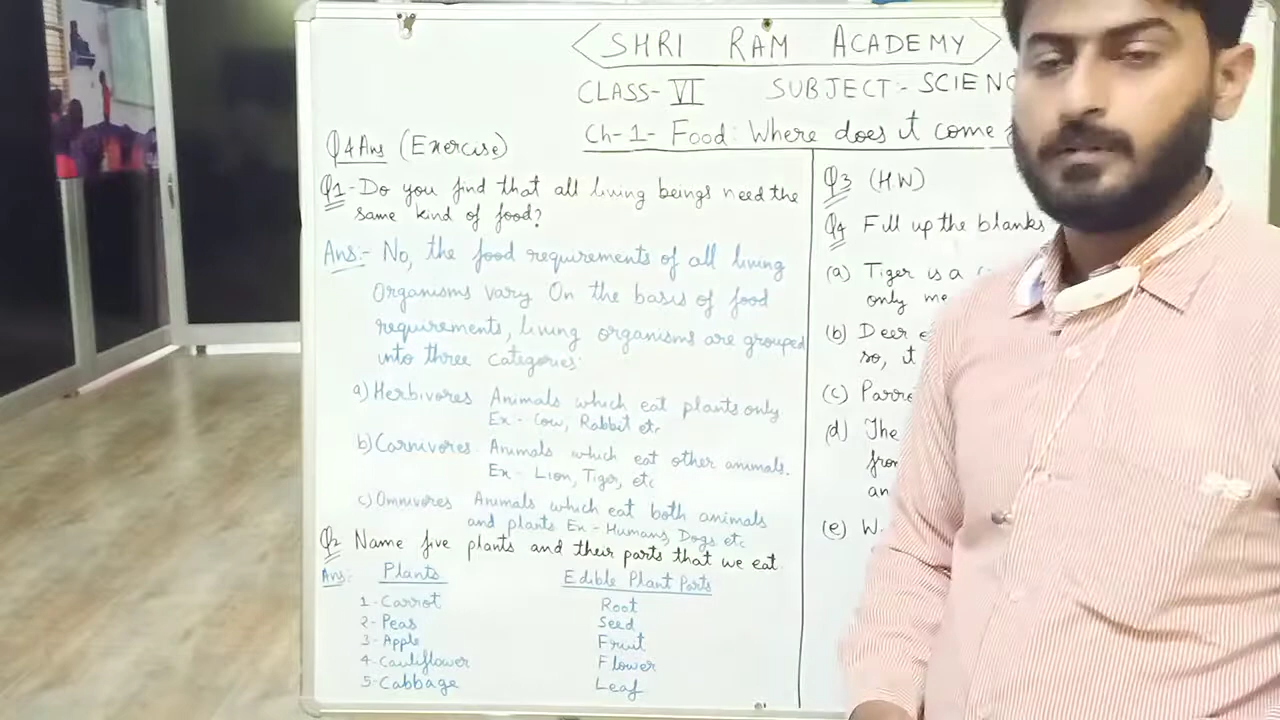 SHRI RAM ACADEMY
CLASS-VI SUBJECT:- SCIENC
Ch-1- Food: Where does it come
Q4Ans (Exercise)
Q1-Do you find that all living beings need the
same kind of food?
Ans:- No, the food requirements of all living
Organisms vary On the basis of food
requirements, living organisms are grouped
into three categories:
a) Herbivores Animals which eat plants only
Ex - Cow, Rabbit etc
b) Carnivores. Animals which eat other animals.
Ex - Lion, Tiger, etc
c) Omnivores Animals which eat both animals
and plants Ex - Humans, Dogs etc
Q2 Name five plants and their parts that we eat.
Ans: Plants Edible Plant Parts
1-Carrot Root
2-Peas Seed
3-Apple Fruit
4-Cauliflower Flower
5-Cabbage Leaf
Q3 (H.W)
Q4 Fill up the blanks
(a) Tiger is a
only me
(b) Deer
so, it
(c) Parro
(d) The
from
an
(e) W